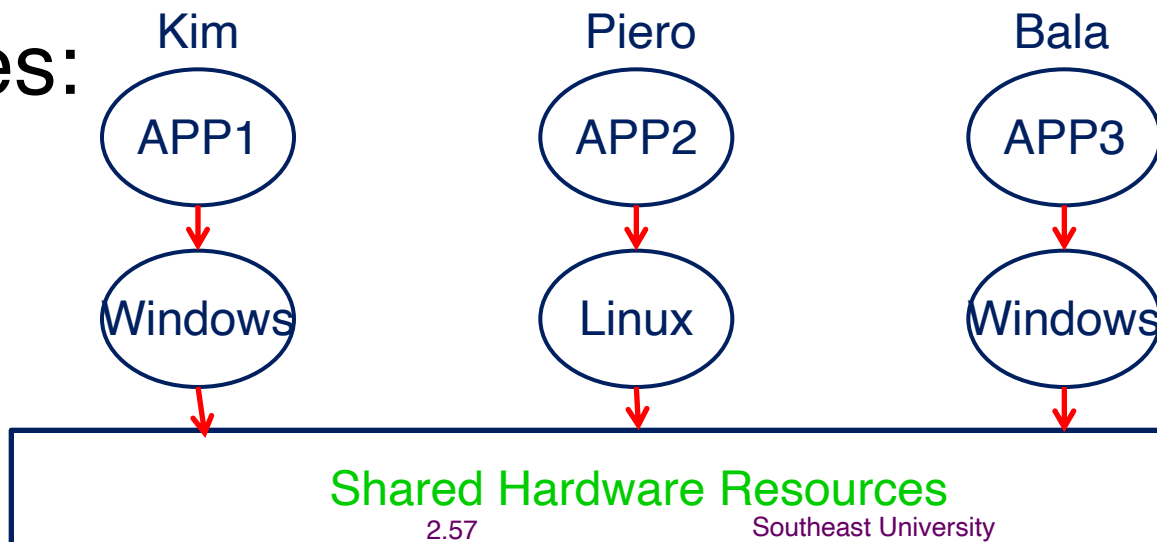 Kim Piero Bala
es:
APP1 APP2 APP3
Windows Linux Windows
Shared Hardware Resources
2.57 Southeast University